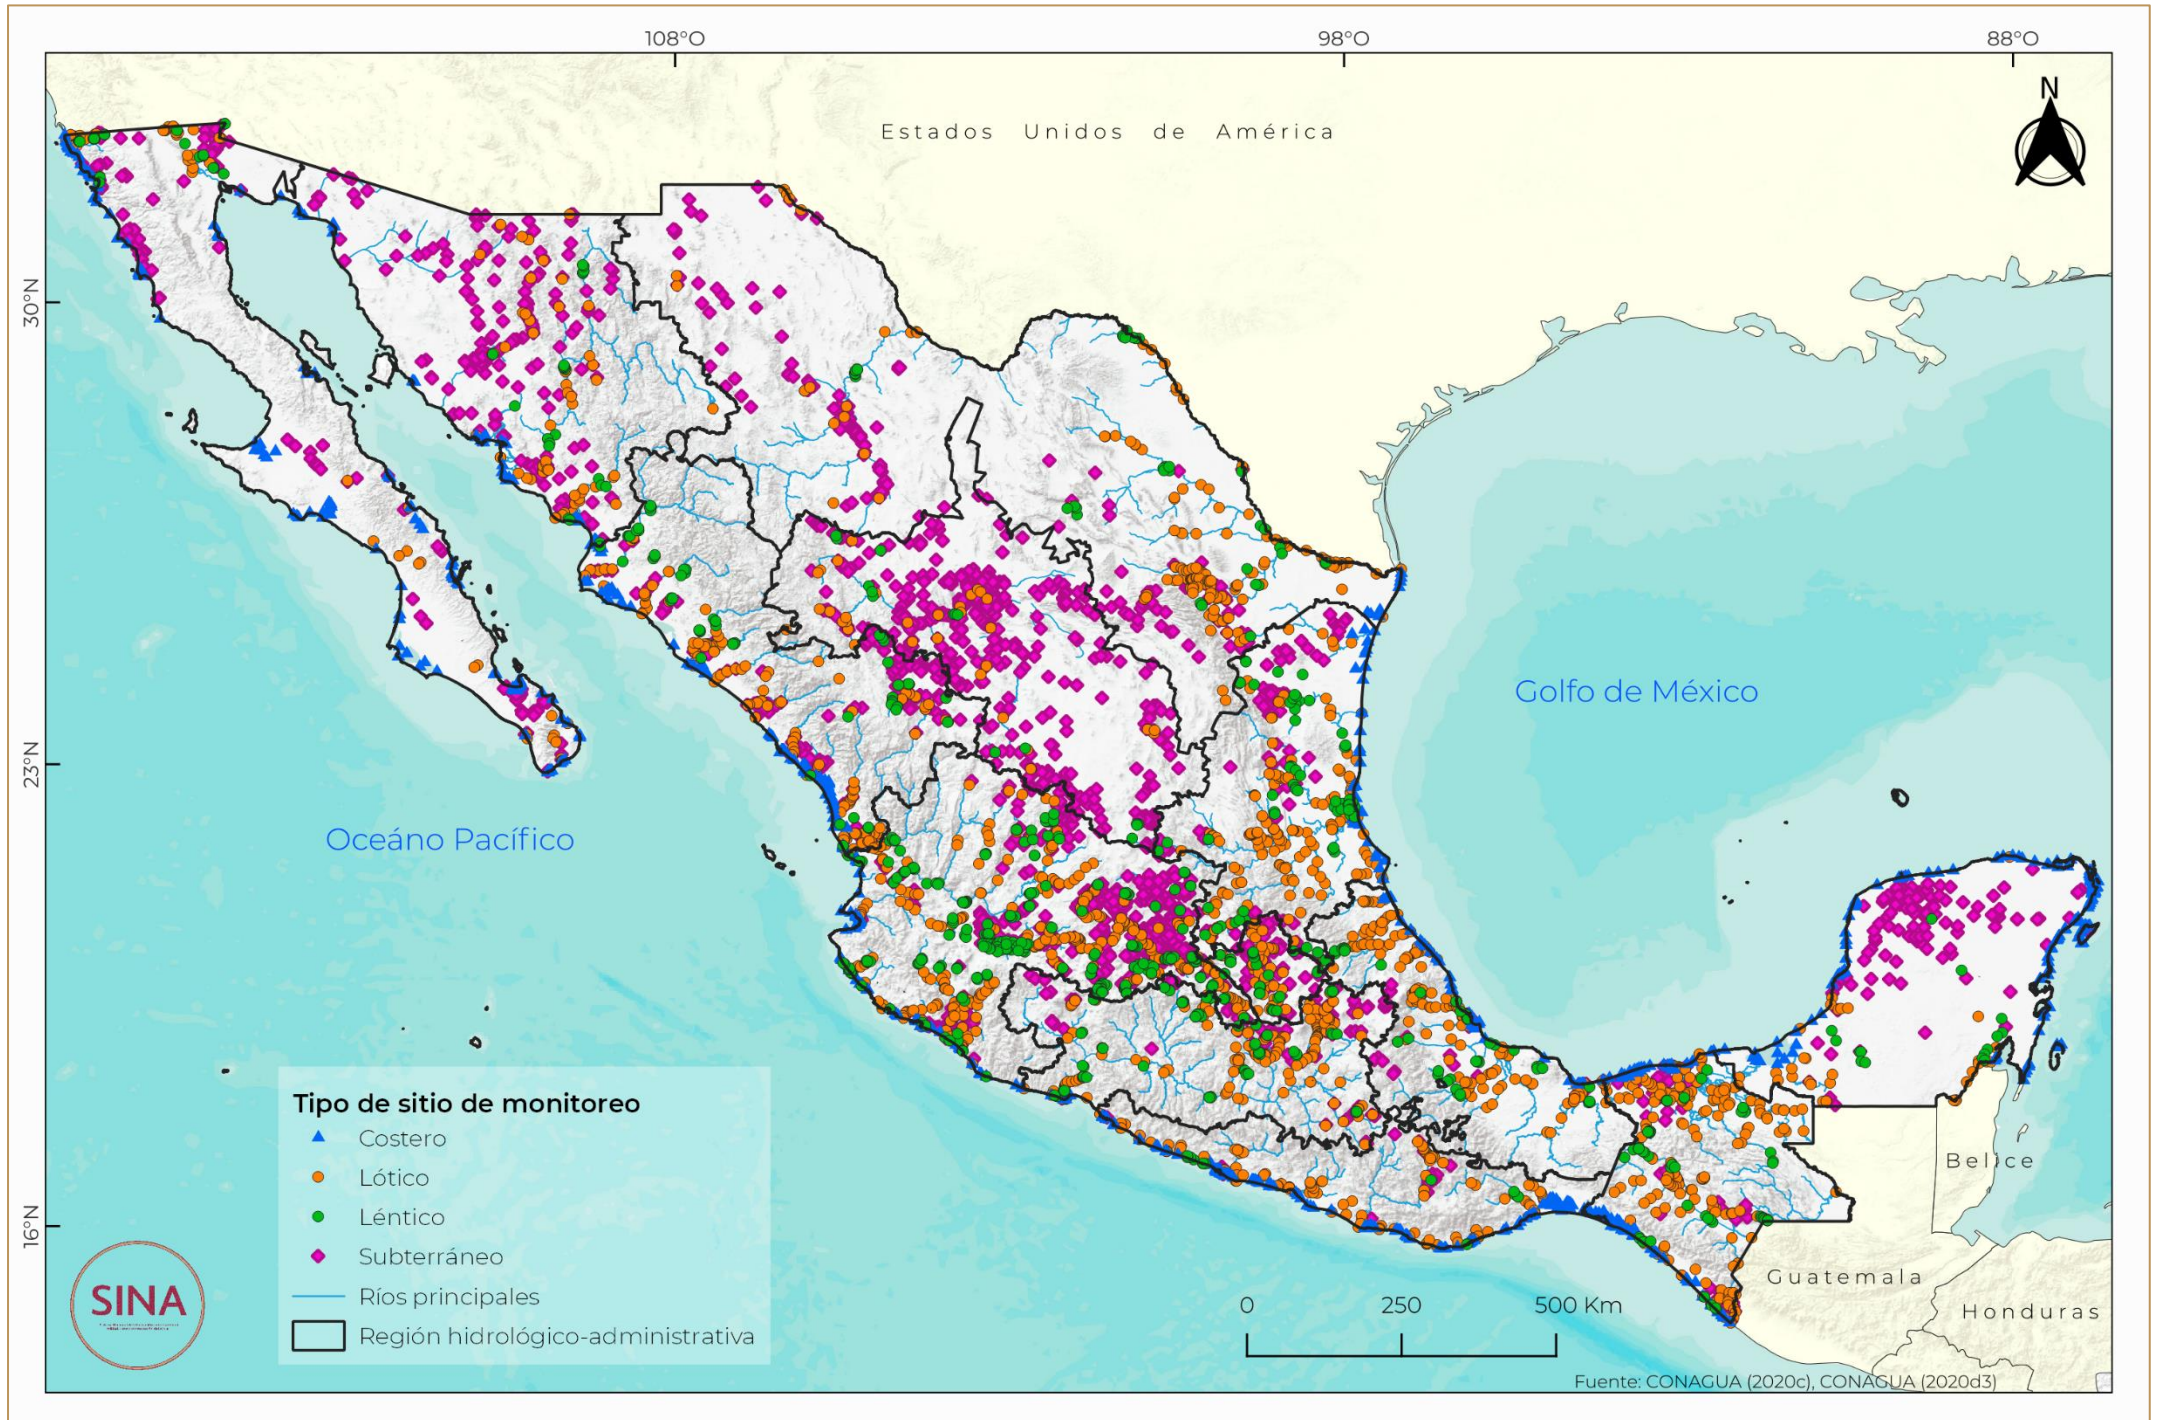 108°O
98°O
88°O
N
Estados Unidos de América
30°N
23°N
16°N
Golfo de México
Oceáno Pacífico
Tipo de sitio de monitoreo
Costero
Lótico
Léntico
Subterráneo
Ríos principales
Región hidrológico-administrativa
SINA
Belice
Guatemala
Honduras
0
250
500 Km
Fuente: CONAGUA (2020c), CONAGUA (2020d3)